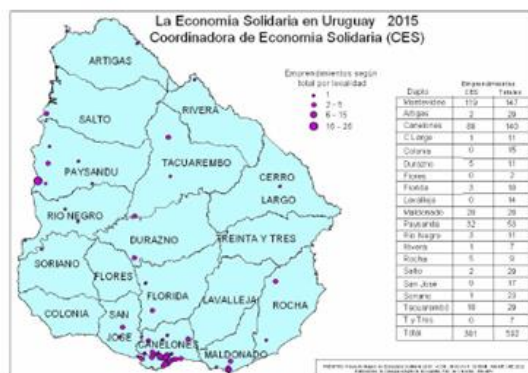 La Economía Solidaria en Uruguay 2015
Coordinadora de Economía Solidaria (CES)
Emprendimientos según
total por localidad
1
2 - 5
6 - 15
16 - 26
ARTIGAS
SALTO
RIVERA
PAYSANDU
TACUAREMBO
CERRO
LARGO
RIO NEGRO
DURAZNO
TREINTA Y TRES
SORIANO
FLORES
FLORIDA
LAVALLEJA
ROCHA
COLONIA
SAN
JOSE
CANELONES
MALDONADO
Emprendimientos
Depto CES Totales
Montevideo 119 147
Artigas 2 29
Canelones 88 140
C Largo 1 11
Colonia 0 15
Durazno 5 11
Flores 0 2
Florida 3 18
Lavalleja 0 14
Maldonado 28 28
Paysandú 32 53
Río Negro 3 11
Rivera 1 7
Rocha 5 9
Salto 2 29
San José 0 17
Soriano 1 23
Tacuarembó 18 29
T y Tres 0 7
Total